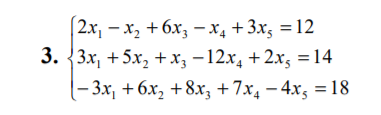 2x₁ – x₂ + 6x₃ – x₄ + 3x₅ = 12
3. 3x₁ + 5x₂ + x₃ – 12x₄ + 2x₅ = 14
– 3x₁ + 6x₂ + 8x₃ + 7x₄ – 4x₅ = 18